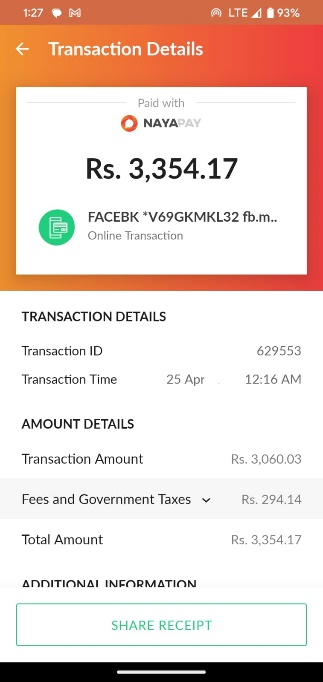 1:27 LTE 93%
Transaction Details
Paid with
NAYAPAY
Rs. 3,354.17
FACEBK *V69GKMKL32 fb.m..
Online Transaction
TRANSACTION DETAILS
Transaction ID 629553
Transaction Time 25 Apr 12:16 AM
AMOUNT DETAILS
Transaction Amount Rs. 3,060.03
Fees and Government Taxes Rs. 294.14
Total Amount Rs. 3,354.17
ADDITIONAL INFORMATION
SHARE RECEIPT